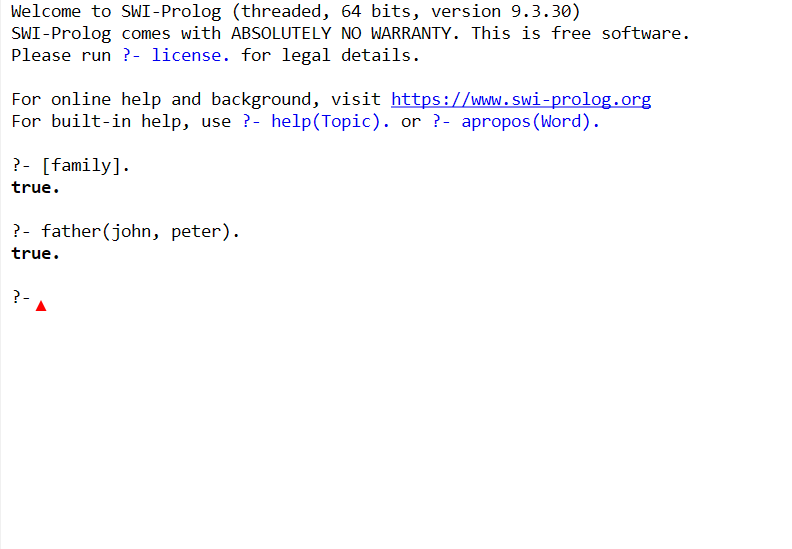 Welcome to SWI-Prolog (threaded, 64 bits, version 9.3.30)
SWI-Prolog comes with ABSOLUTELY NO WARRANTY. This is free software.
Please run ?- license. for legal details.
For online help and background, visit https://www.swi-prolog.org
For built-in help, use ?- help(Topic). or ?- apropos(Word).
?- [family].
true.
?- father(john, peter).
true.
?-